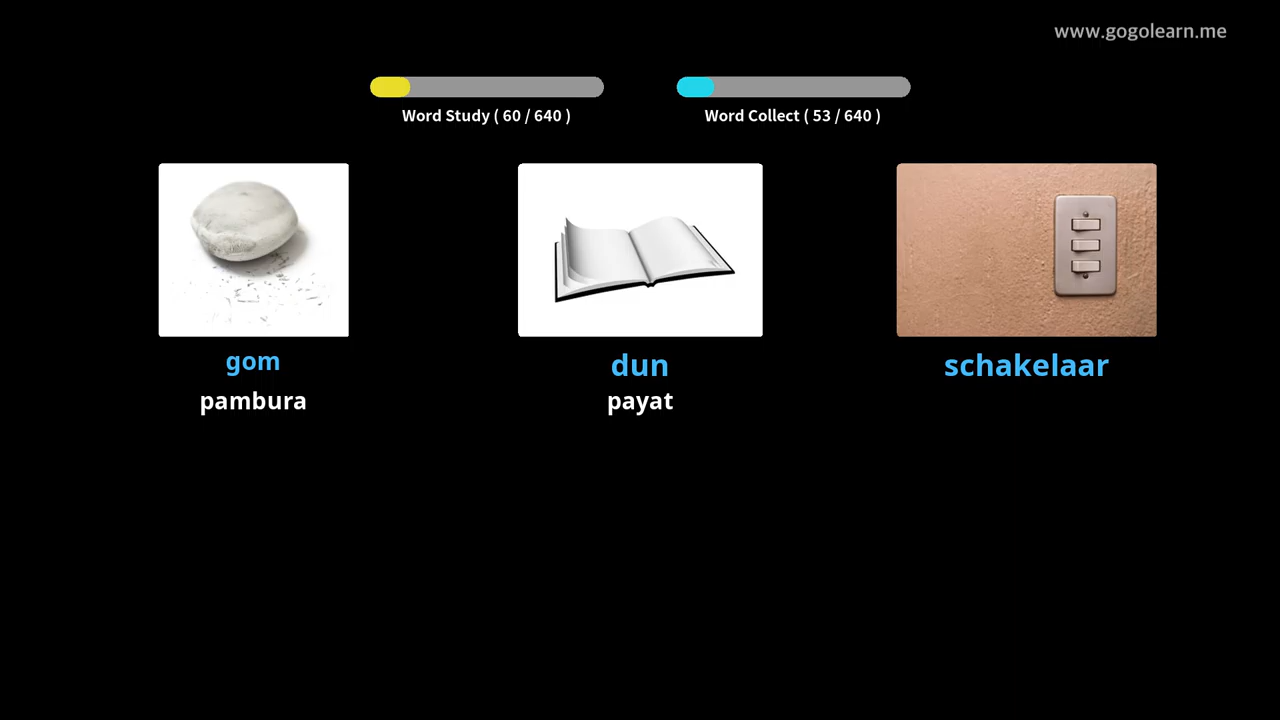 www.gogolearn.me
Word Study ( 60 / 640 )
Word Collect ( 53 / 640 )
gom
pambura
dun
payat
schakelaar